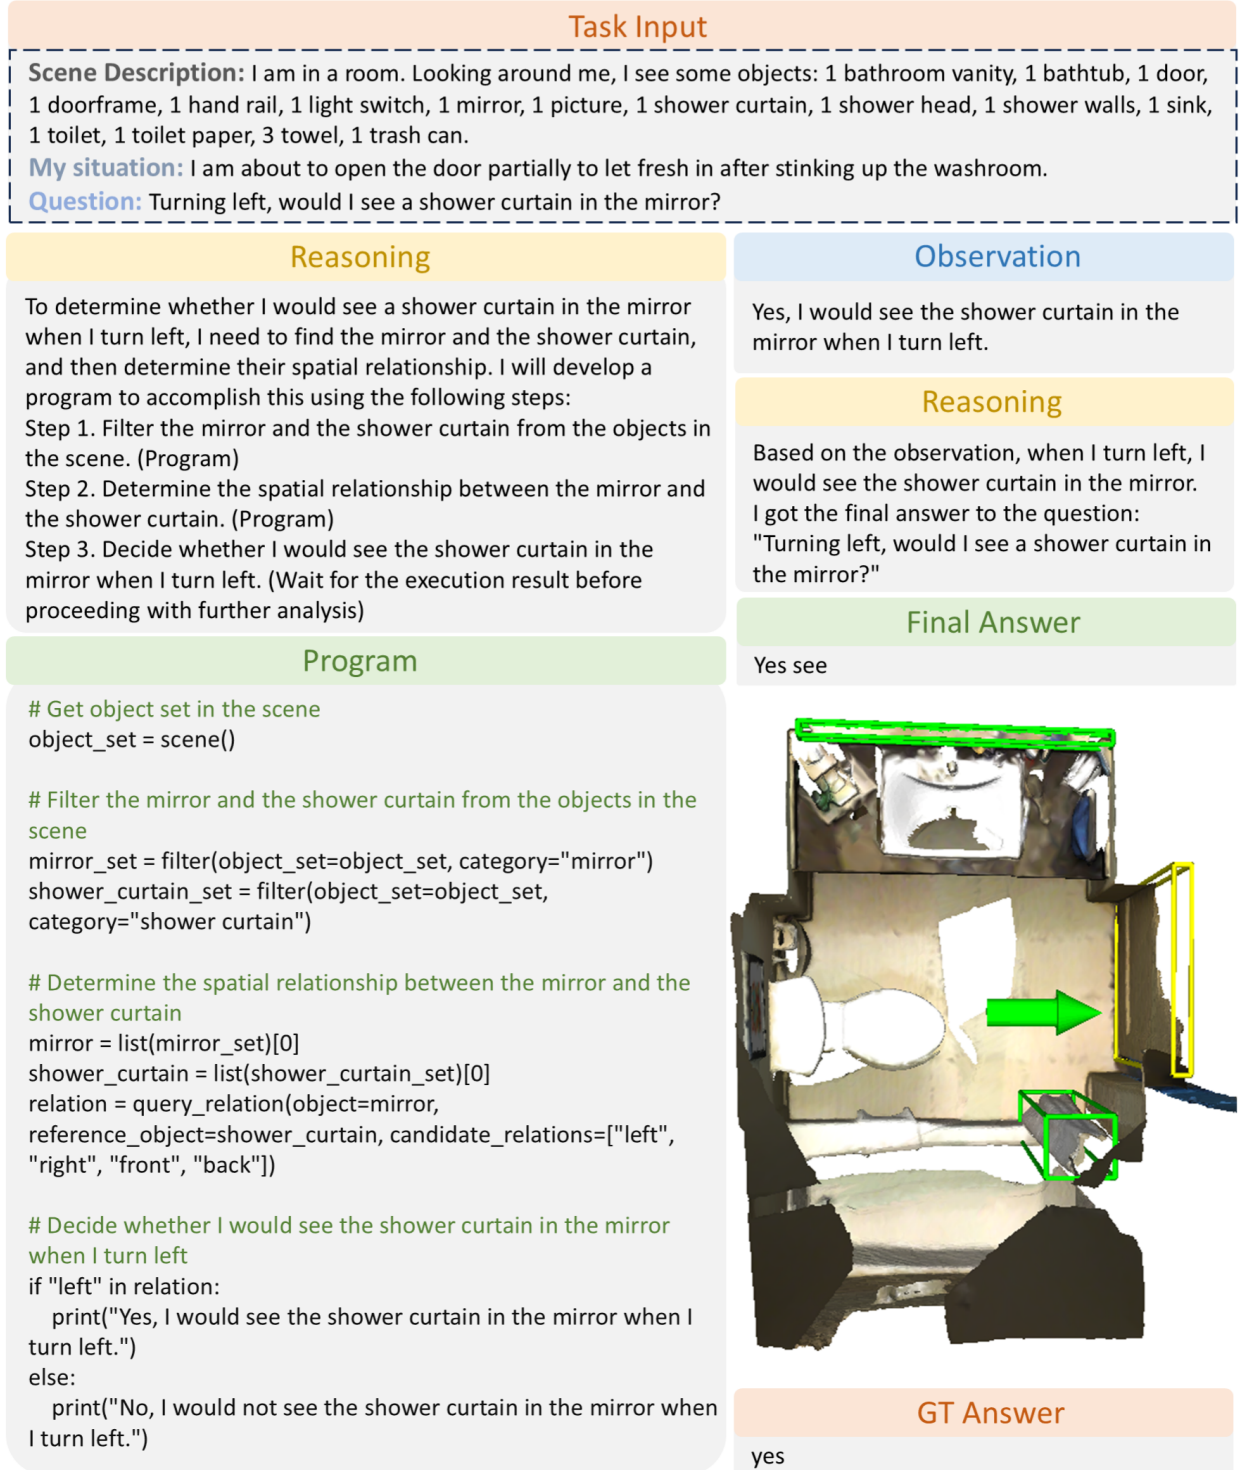 Task Input
Scene Description: I am in a room. Looking around me, I see some objects: 1 bathroom vanity, 1 bathtub, 1 door,
1 doorframe, 1 hand rail, 1 light switch, 1 mirror, 1 picture, 1 shower curtain, 1 shower head, 1 shower walls, 1 sink,
1 toilet, 1 toilet paper, 3 towel, 1 trash can.
My situation: I am about to open the door partially to let fresh in after stinking up the washroom.
Question: Turning left, would I see a shower curtain in the mirror?
Reasoning
To determine whether I would see a shower curtain in the mirror
when I turn left, I need to find the mirror and the shower curtain,
and then determine their spatial relationship. I will develop a
program to accomplish this using the following steps:
Step 1. Filter the mirror and the shower curtain from the objects in
the scene. (Program)
Step 2. Determine the spatial relationship between the mirror and
the shower curtain. (Program)
Step 3. Decide whether I would see the shower curtain in the
mirror when I turn left. (Wait for the execution result before
proceeding with further analysis)
Program
# Get object set in the scene
object_set = scene()
# Filter the mirror and the shower curtain from the objects in the
scene
mirror_set = filter(object_set=object_set, category="mirror")
shower_curtain_set = filter(object_set=object_set,
category="shower curtain")
# Determine the spatial relationship between the mirror and the
shower curtain
mirror = list(mirror_set)[0]
shower_curtain = list(shower_curtain_set)[0]
relation = query_relation(object=mirror,
reference_object=shower_curtain, candidate_relations=["left",
"right", "front", "back"])
# Decide whether I would see the shower curtain in the mirror
when I turn left
if "left" in relation:
print("Yes, I would see the shower curtain in the mirror when I
turn left.")
else:
print("No, I would not see the shower curtain in the mirror when
I turn left.")
Observation
Yes, I would see the shower curtain in the
mirror when I turn left.
Reasoning
Based on the observation, when I turn left, I
would see the shower curtain in the mirror.
I got the final answer to the question:
"Turning left, would I see a shower curtain in
the mirror?"
Final Answer
Yes see
GT Answer
yes